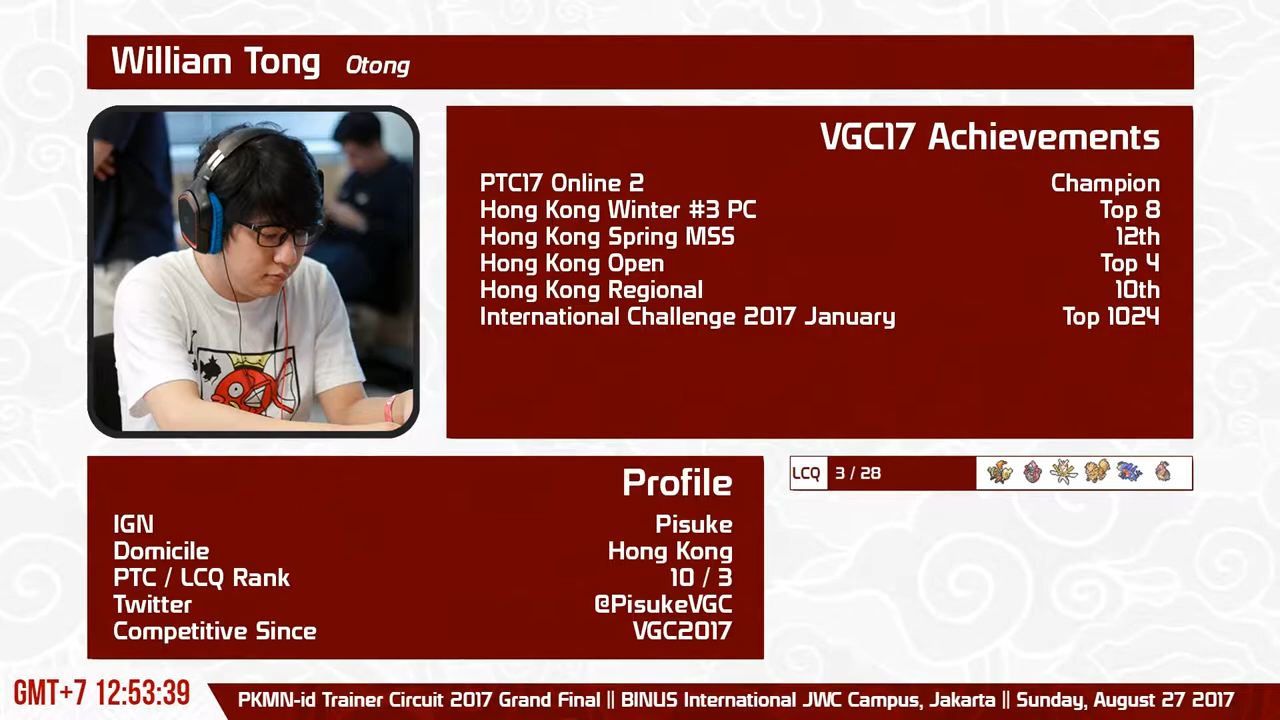 William Tong Otong
VGC17 Achievements
PTC17 Online 2 Champion
Hong Kong Winter #3 PC Top 8
Hong Kong Spring MSS 12th
Hong Kong Open Top 4
Hong Kong Regional 10th
International Challenge 2017 January Top 1024
Profile
IGN Pisuke
Domicile Hong Kong
PTC / LCQ Rank 10 / 3
Twitter @PisukeVGC
Competitive Since VGC2017
LCQ 3 / 28
GMT+7 12:53:39
PKMN-id Trainer Circuit 2017 Grand Final || BINUS International JWC Campus, Jakarta || Sunday, August 27 2017